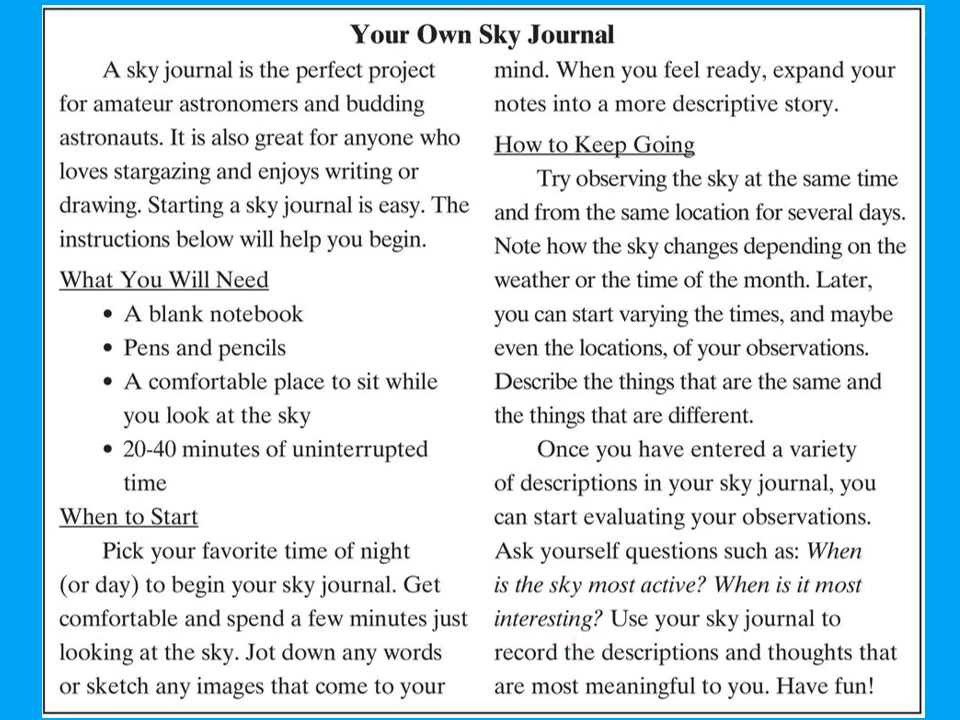 Your Own Sky Journal
A sky journal is the perfect project
for amateur astronomers and budding
astronauts. It is also great for anyone who
loves stargazing and enjoys writing or
drawing. Starting a sky journal is easy. The
instructions below will help you begin.
What You Will Need
• A blank notebook
• Pens and pencils
• A comfortable place to sit while
you look at the sky
• 20-40 minutes of uninterrupted
time
When to Start
Pick your favorite time of night
(or day) to begin your sky journal. Get
comfortable and spend a few minutes just
looking at the sky. Jot down any words
or sketch any images that come to your
mind. When you feel ready, expand your
notes into a more descriptive story.
How to Keep Going
Try observing the sky at the same time
and from the same location for several days.
Note how the sky changes depending on the
weather or the time of the month. Later,
you can start varying the times, and maybe
even the locations, of your observations.
Describe the things that are the same and
the things that are different.
Once you have entered a variety
of descriptions in your sky journal, you
can start evaluating your observations.
Ask yourself questions such as: When
is the sky most active? When is it most
interesting? Use your sky journal to
record the descriptions and thoughts that
are most meaningful to you. Have fun!